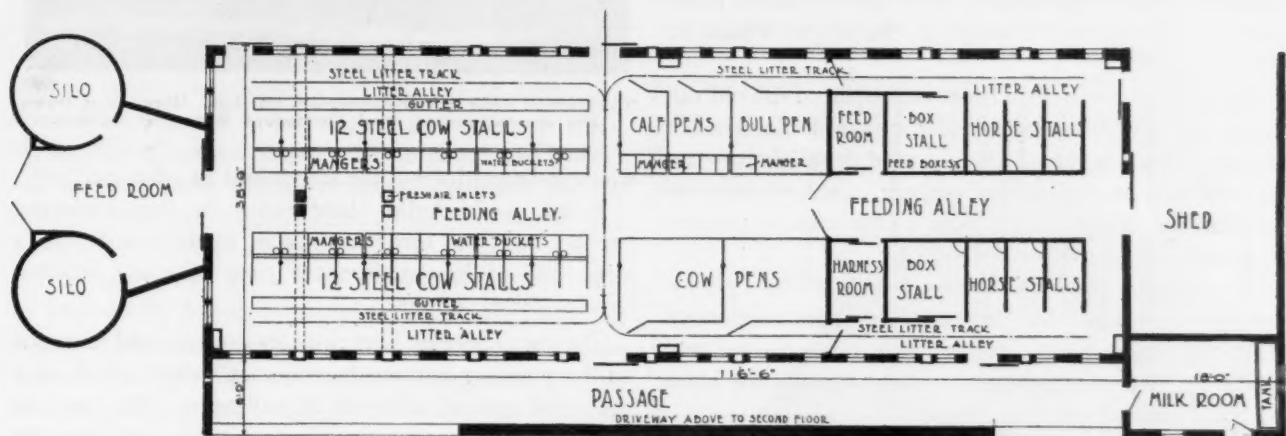 SILO
FEED ROOM
SILO
38'-0"
STEEL LITTER TRACK
LITTER ALLEY
GUTTER
12 STEEL COW STALLS
MANGERS
WATER BUCKETS
FRESH AIR INLETS
FEEDING ALLEY
MANGERS
WATER BUCKETS
12 STEEL COW STALLS
GUTTER
STEEL LITTER TRACK
LITTER ALLEY
STEEL LITTER TRACK
LITTER ALLEY
CALF PENS
BULL PEN
FEED
ROOM
BOX
STALL
HORSE STALLS
MANGER
MANGER
FEED BOXES
FEEDING ALLEY
COW PENS
HARNESS
ROOM
BOX
STALL
HORSE STALLS
STEEL LITTER TRACK
LITTER ALLEY
SHED
116'-6"
PASSAGE
DRIVEWAY ABOVE TO SECOND FLOOR
18'-0"
MILK ROOM
TANK